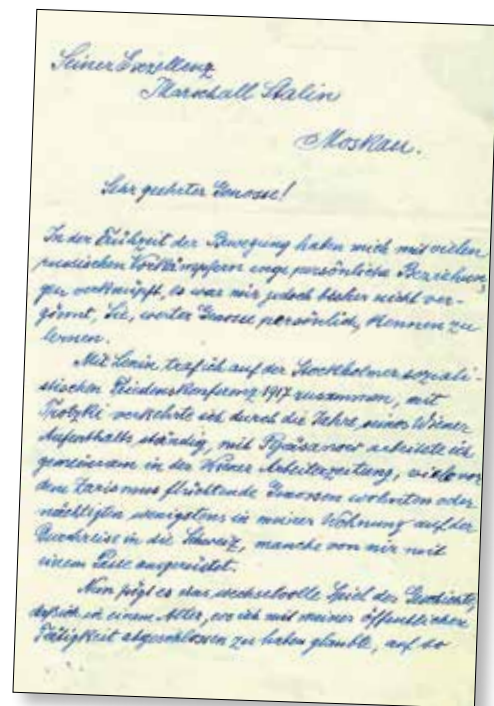 Seiner Exzellenz
Marschall Stalin
Moskau.
Sehr geehrter Genosse!
In der Frühzeit der Bewegung haben mich mit vielen
russischen Vorkämpfern enge persönliche Beziehun-
gen verknüpft, es war mir jedoch bisher nicht ver-
gönnt, Sie, werter Genosse persönlich, kennen zu
lernen.
Mit Lenin traf ich auf der Stockholmer soziali-
stischen Friedenskonferenz 1917 zusammen, mit
Trotzki verkehrte ich durch die Jahre seines Wiener
Aufenthalts ständig, mit Rjasanow arbeitete ich
gemeinsam in der Wiener Arbeiterzeitung, viele vor
dem Zarismus flüchtende Genossen wohnten oder
nächtigten wenigstens in meiner Wohnung auf der
Durchreise in die Schweiz, manche von mir mit
einem Passe ausgerüstet.
Nun fügt es das wechselvolle Spiel der Geschichte,
daß ich in einem Alter, wo ich mit meiner öffentlichen
Tätigkeit abgeschlossen zu haben glaubte, auf so